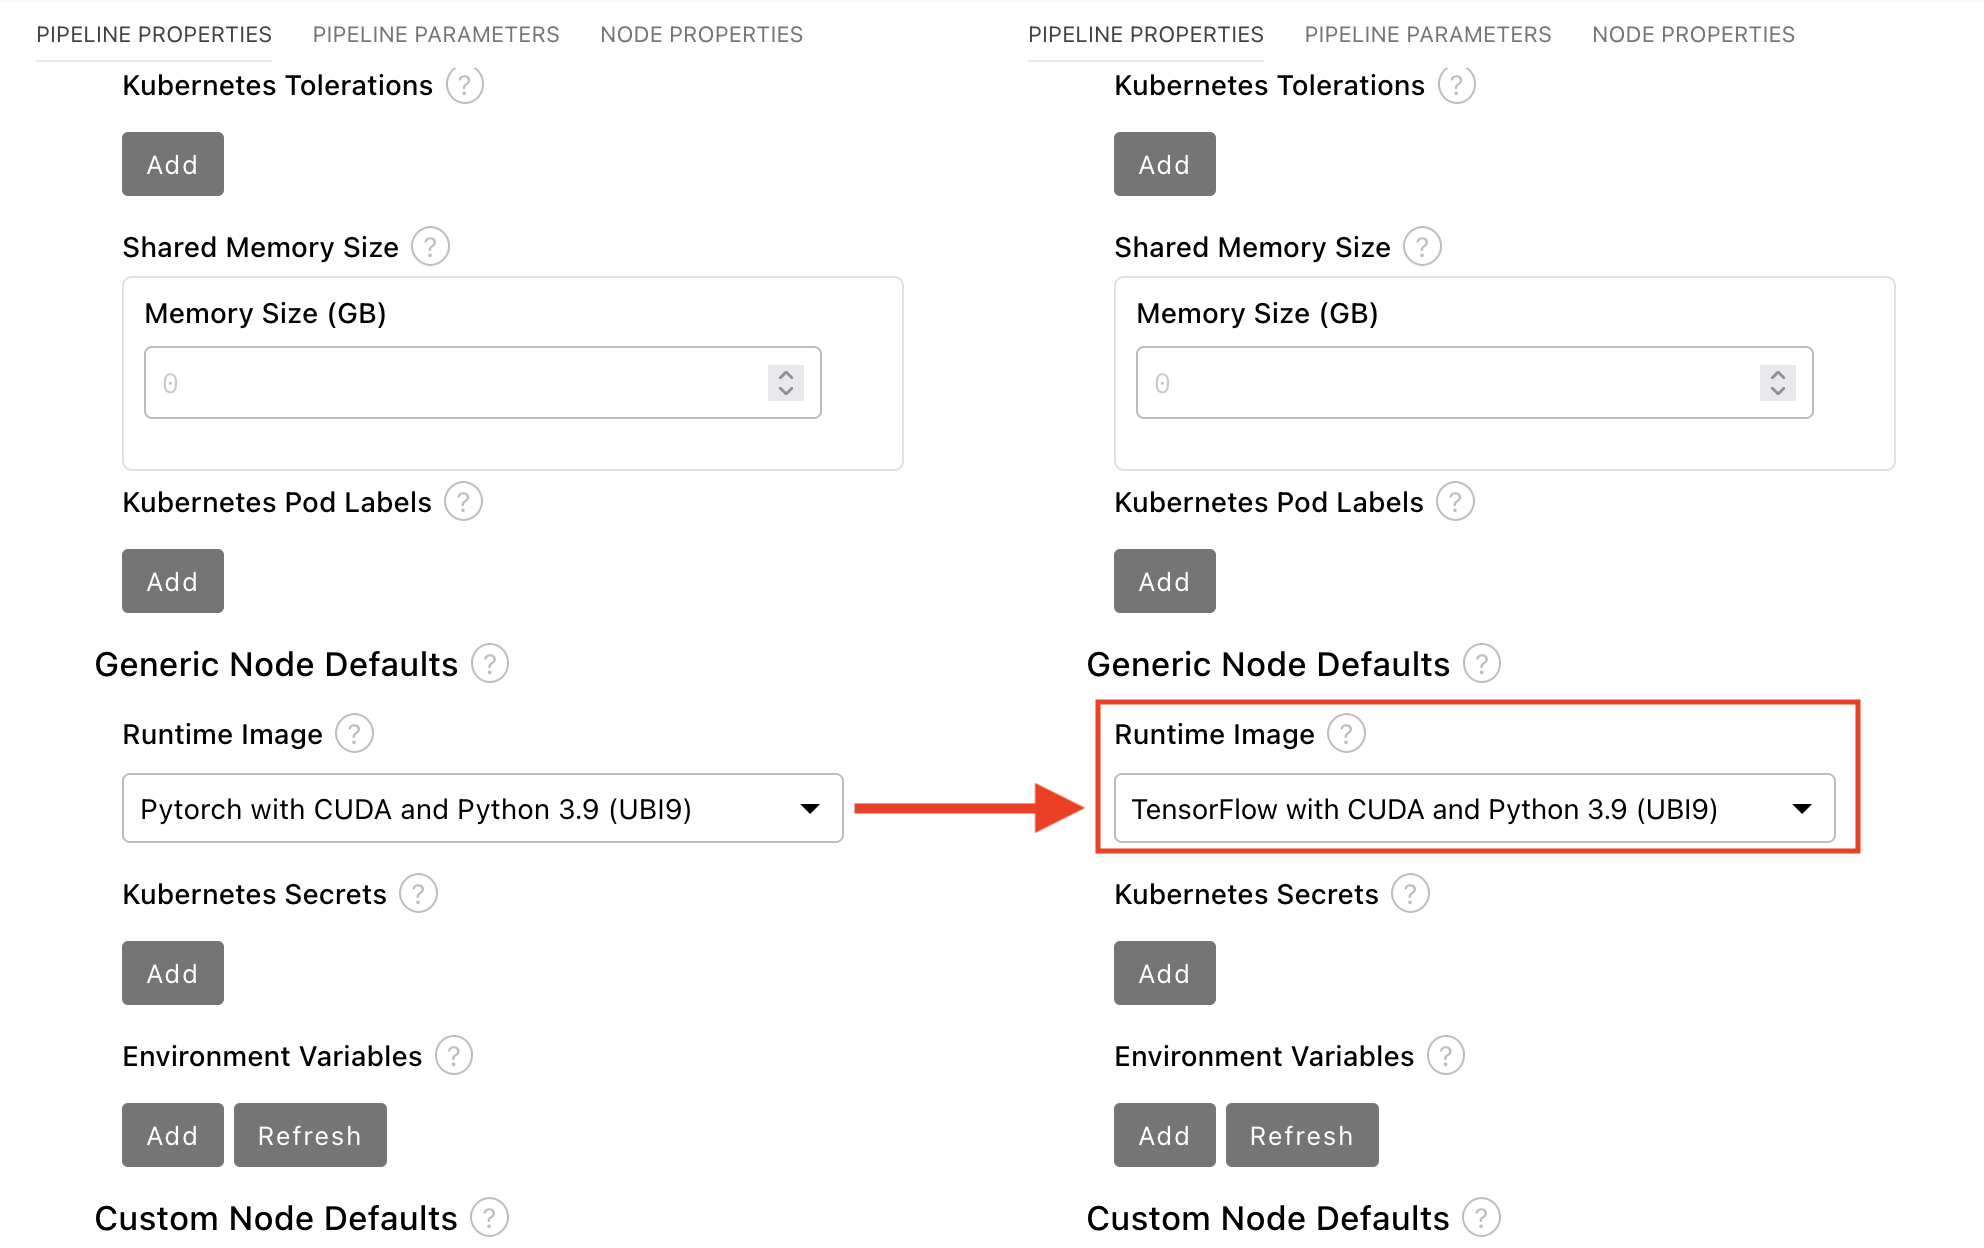 PIPELINE PROPERTIES PIPELINE PARAMETERS NODE PROPERTIES
Kubernetes Tolerations ?
Add
Shared Memory Size ?
Memory Size (GB)
0
Kubernetes Pod Labels ?
Add
Generic Node Defaults ?
Runtime Image ?
Pytorch with CUDA and Python 3.9 (UBI9)
Kubernetes Secrets ?
Add
Environment Variables ?
Add Refresh
Custom Node Defaults ?
PIPELINE PROPERTIES PIPELINE PARAMETERS NODE PROPERTIES
Kubernetes Tolerations ?
Add
Shared Memory Size ?
Memory Size (GB)
0
Kubernetes Pod Labels ?
Add
Generic Node Defaults ?
Runtime Image ?
TensorFlow with CUDA and Python 3.9 (UBI9)
Kubernetes Secrets ?
Add
Environment Variables ?
Add Refresh
Custom Node Defaults ?